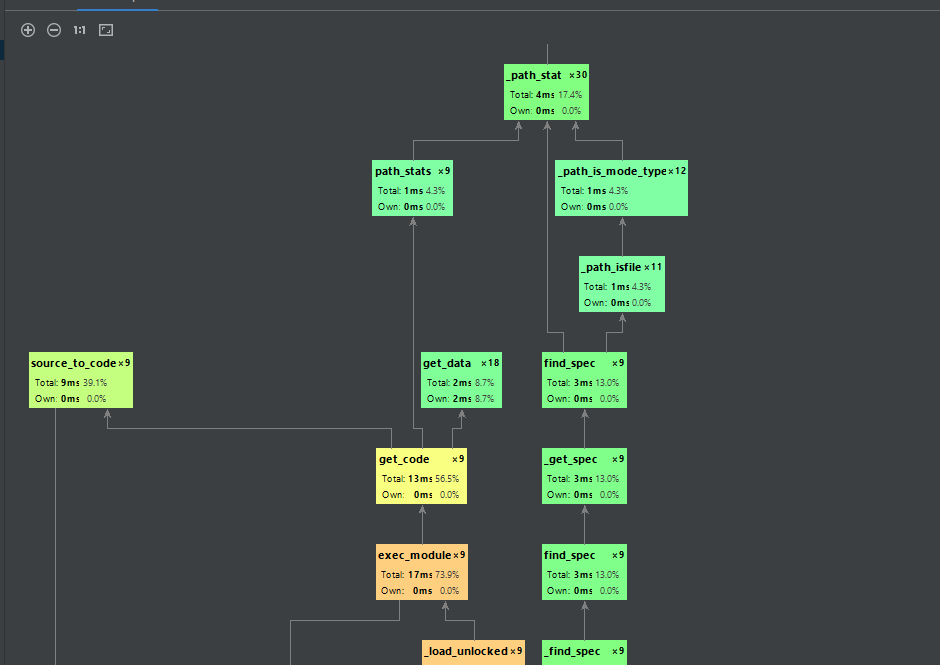 1:1
_path_stat ×30
Total: 4ms 17.4%
Own: 0ms 0.0%
path_stats ×9
Total: 1ms 4.3%
Own: 0ms 0.0%
_path_is_mode_type×12
Total: 1ms 4.3%
Own: 0ms 0.0%
_path_isfile ×11
Total: 1ms 4.3%
Own: 0ms 0.0%
source_to_code×9
Total: 9ms 39.1%
Own: 0ms 0.0%
get_data ×18
Total: 2ms 8.7%
Own: 2ms 8.7%
find_spec ×9
Total: 3ms 13.0%
Own: 0ms 0.0%
get_code ×9
Total: 13ms 56.5%
Own: 0ms 0.0%
_get_spec ×9
Total: 3ms 13.0%
Own: 0ms 0.0%
exec_module×9
Total: 17ms 73.9%
Own: 0ms 0.0%
find_spec ×9
Total: 3ms 13.0%
Own: 0ms 0.0%
_load_unlocked ×9
_find_spec ×9